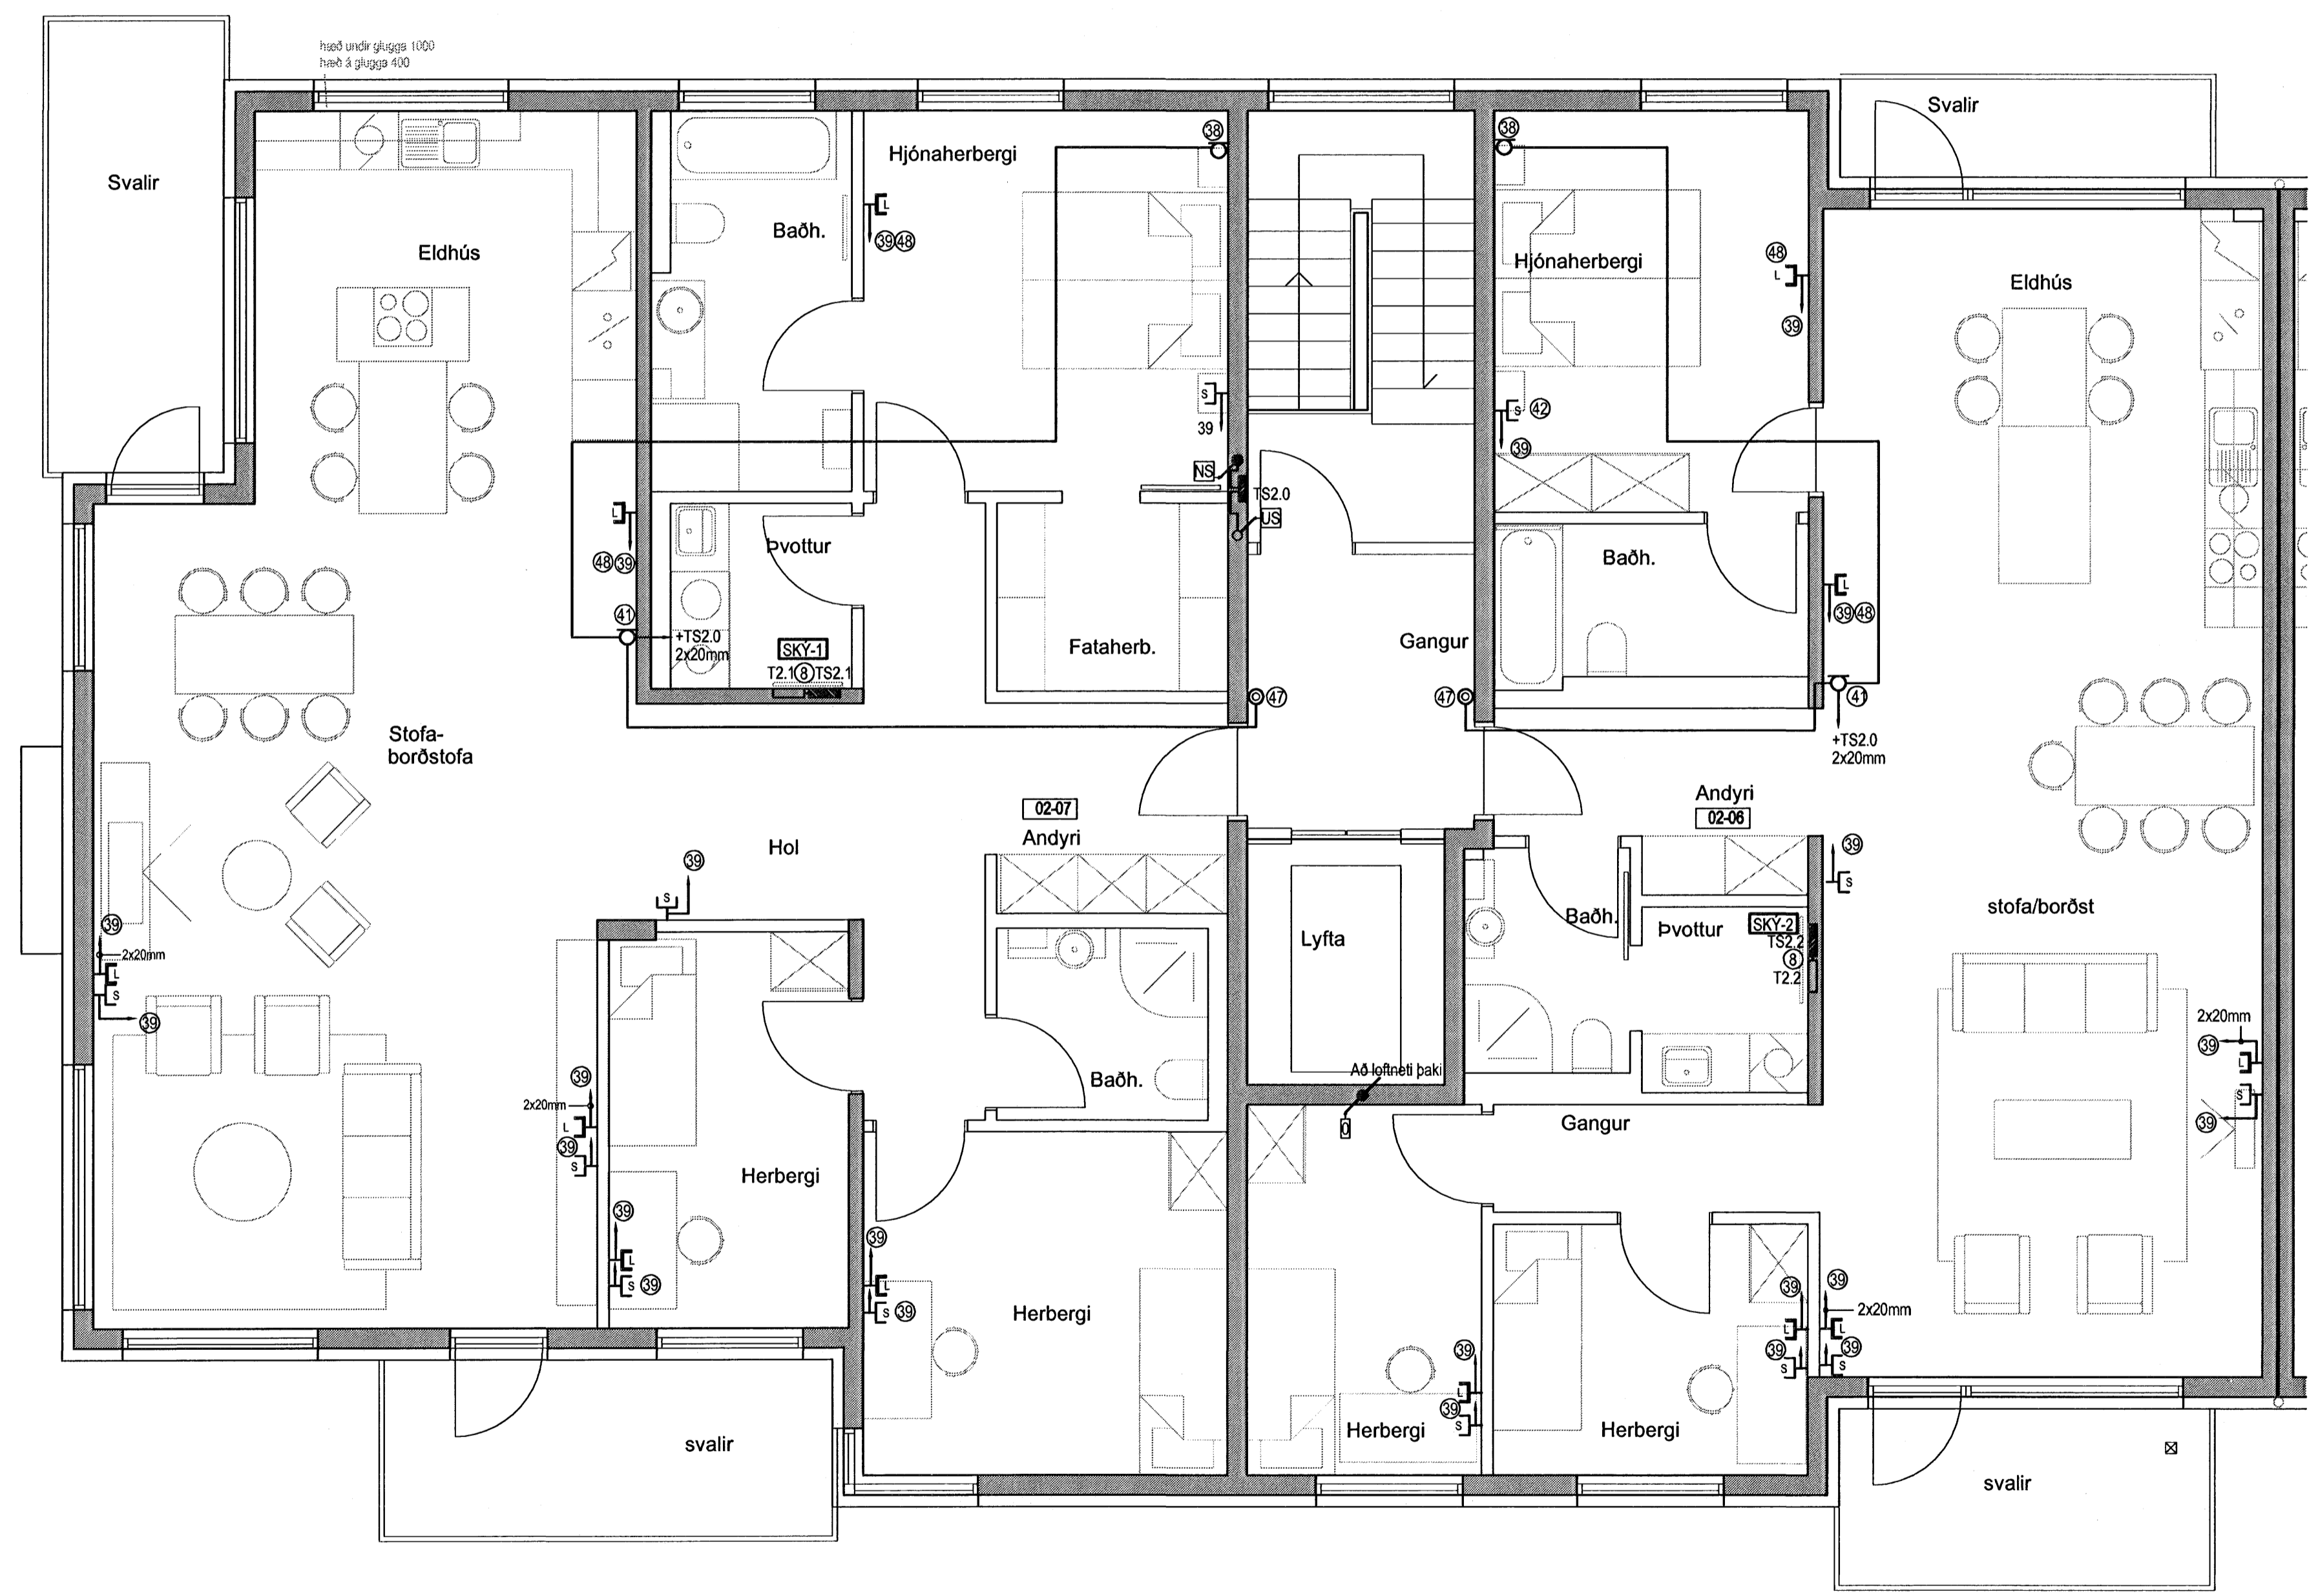 hæð undir glugga 1000
hæð á glugga 400
Svalir
Svalir
Hjónaherbergi
38
38
Svalir
L
39 48
Baðh.
Eldhús
Hjónaherbergi
48
L
39
Eldhús
S
39
S 42
39
NS
TS2.0
US
L
48 39
Þvottur
Baðh.
L
39 48
41
+TS2.0
2x20mm
SKÝ-1
T2.1 8 TS2.1
Fataherb.
Gangur
47
47
41
+TS2.0
2x20mm
Stofa-
borðstofa
02-07
Andyri
Andyri
02-06
Hol
39
S
39
S
39
2x20mm
L
S
39
Lyfta
Baðh.
Þvottur
SKÝ-2
TS2.2
8
T2.2
stofa/borðst
2x20mm
39
L
S
39
Að loftneti þaki
0
Baðh.
Gangur
39
2x20mm
L
39
S
Herbergi
39
L
S 39
39
L
S 39
Herbergi
39
L
39
S
Herbergi
39
L
39
S
Herbergi
39
2x20mm
L
39
S
svalir
svalir